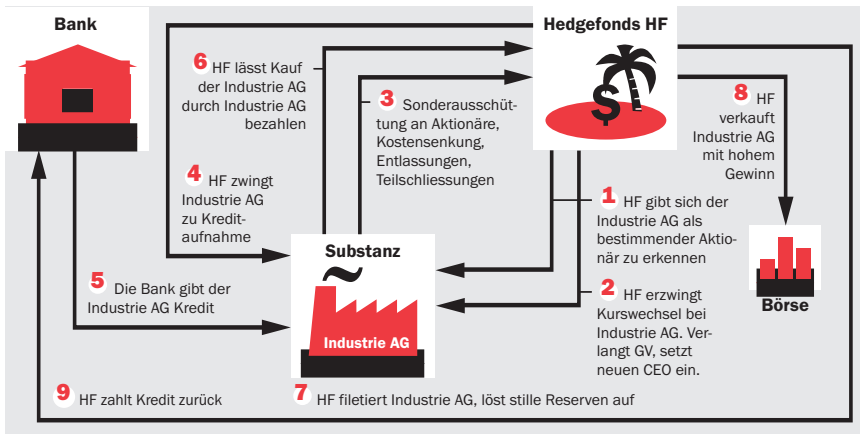 Bank
Hedgefonds HF
$
6 HF lässt Kauf
der Industrie AG
durch Industrie AG
bezahlen
3 Sonderausschüt-
tung an Aktionäre,
Kostensenkung,
Entlassungen,
Teilschliessungen
8 HF
verkauft
Industrie AG
mit hohem
Gewinn
4 HF zwingt
Industrie AG
zu Kredit-
aufnahme
1 HF gibt sich der
Industrie AG als
bestimmender Aktio-
när zu erkennen
Substanz
Industrie AG
5 Die Bank gibt der
Industrie AG Kredit
2 HF erzwingt
Kurswechsel bei
Industrie AG. Ver-
langt GV, setzt
neuen CEO ein.
Börse
9 HF zahlt Kredit zurück
7 HF filetiert Industrie AG, löst stille Reserven auf